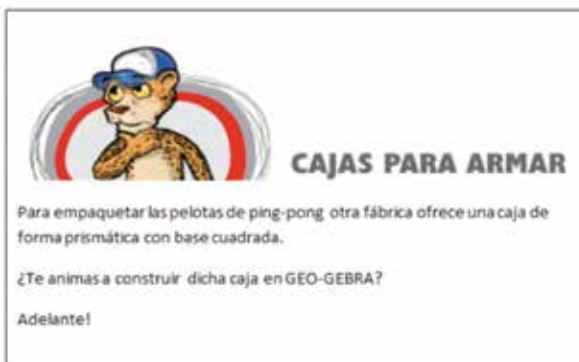 CAJAS PARA ARMAR
Para empaquetar las pelotas de ping-pong otra fábrica ofrece una caja de
forma prismática con base cuadrada.
¿Te animas a construir dicha caja en GEO-GEBRA?
Adelante!